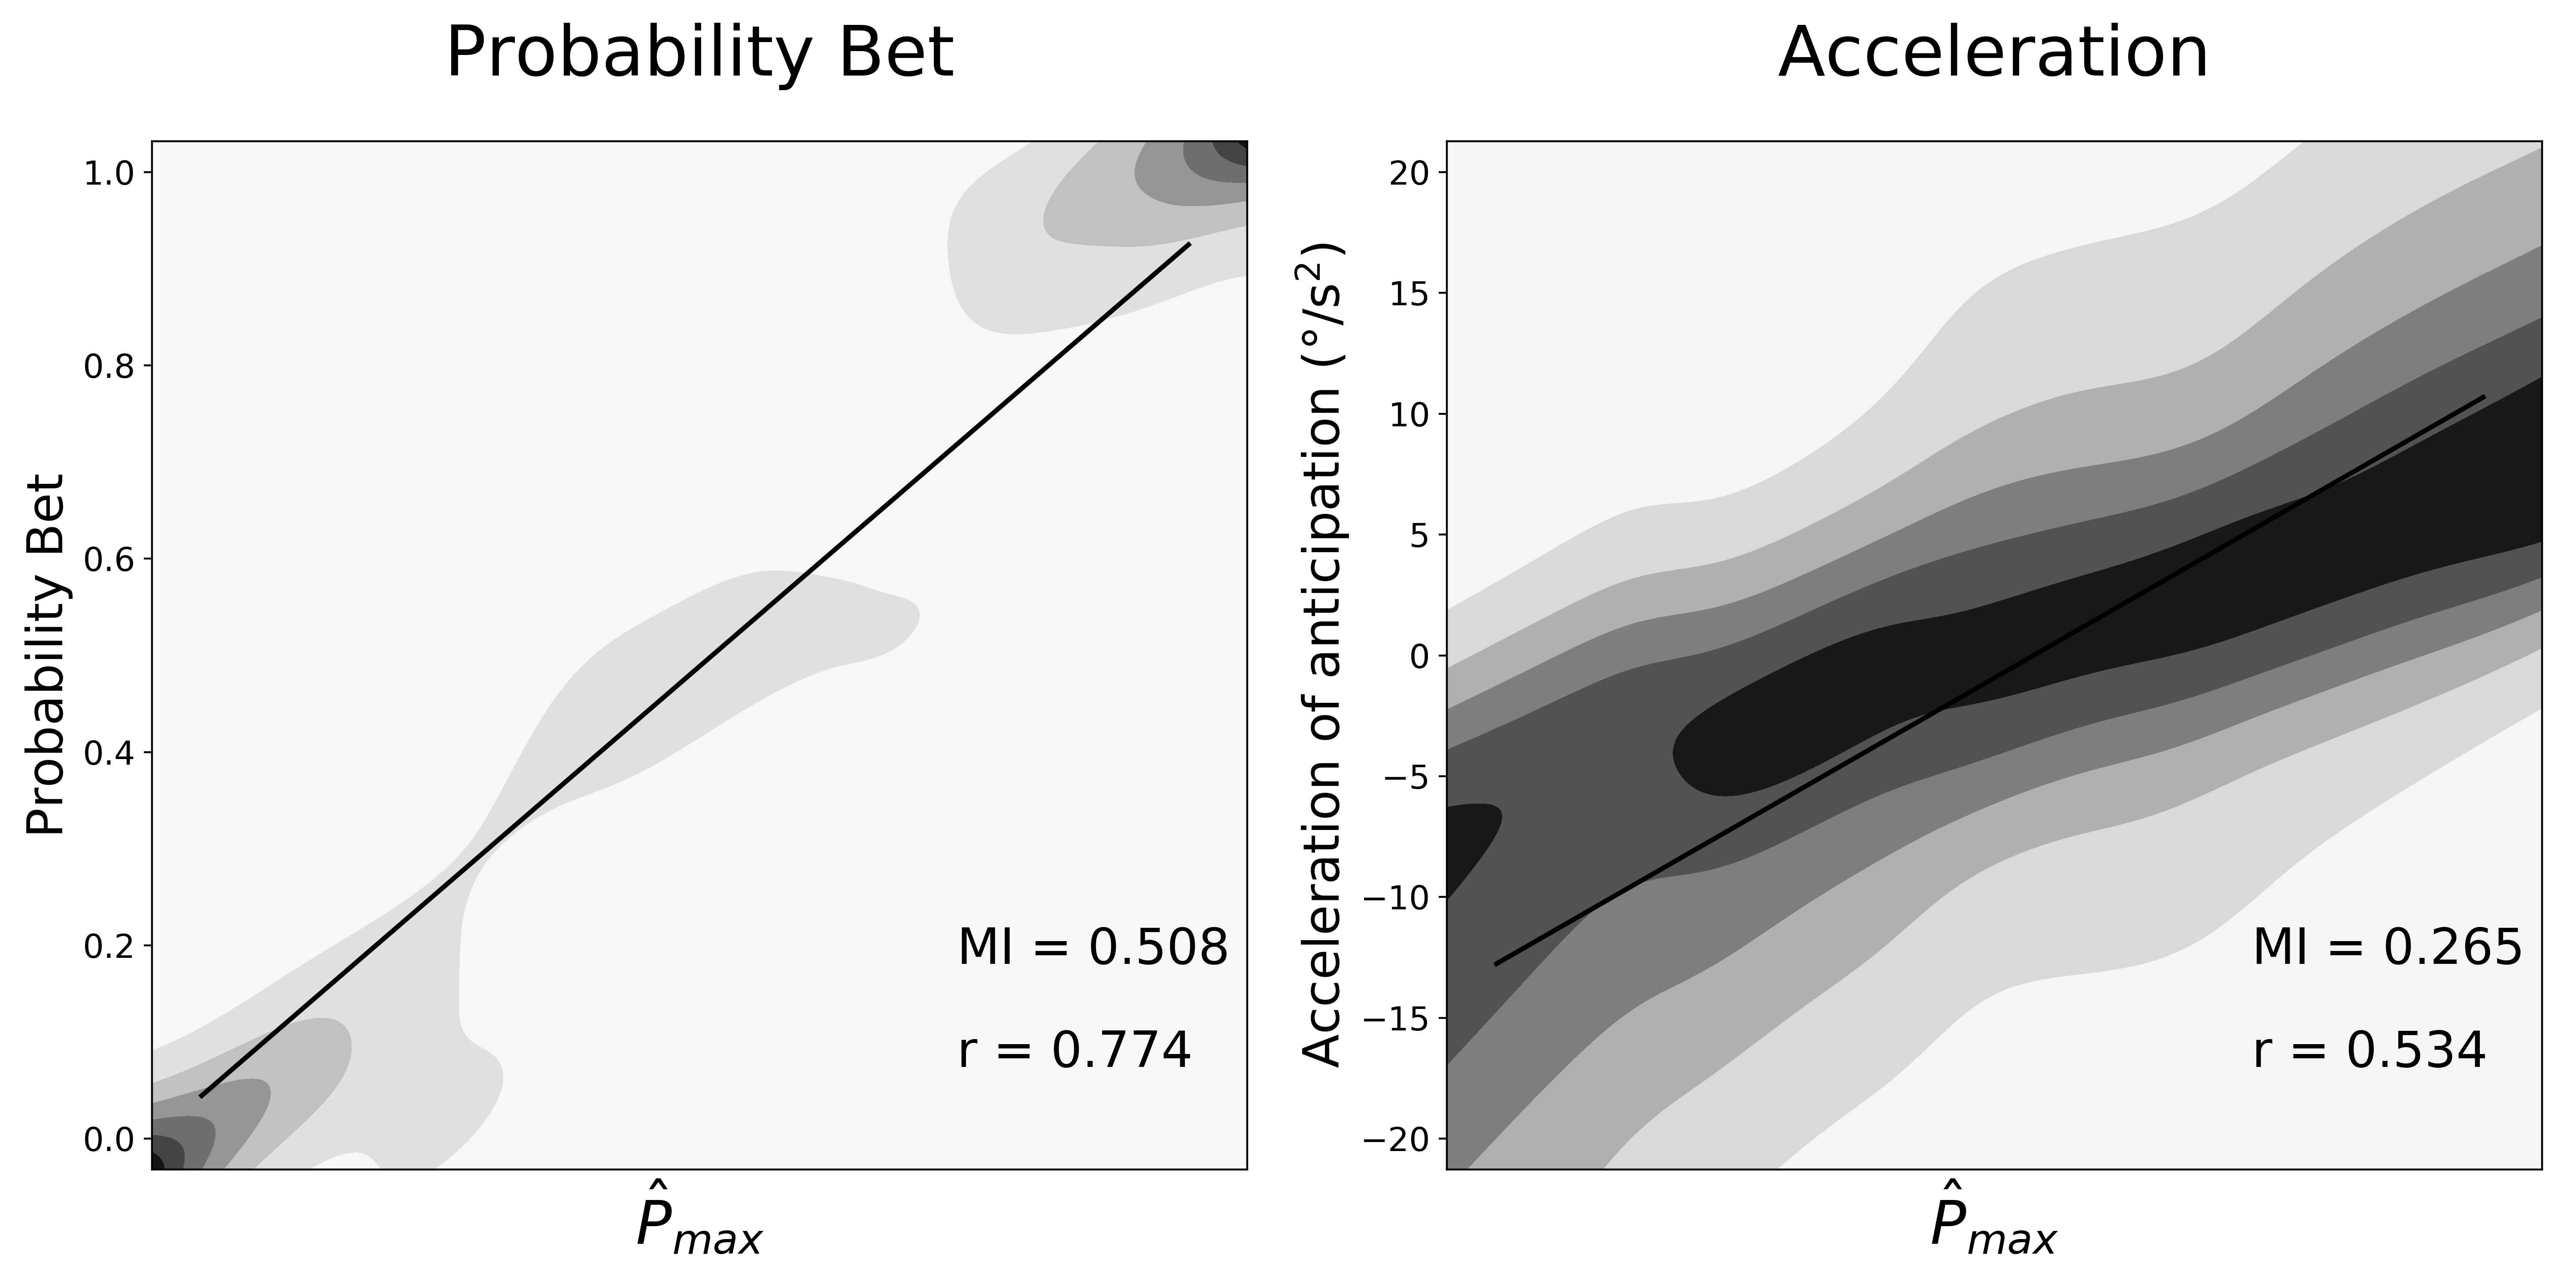 Probability Bet
Probability Bet
1.0
0.8
0.6
0.4
0.2
0.0
MI = 0.508
r = 0.774
P̂max
Acceleration
Acceleration of anticipation (°/s²)
20
15
10
5
0
−5
−10
−15
−20
MI = 0.265
r = 0.534
P̂max